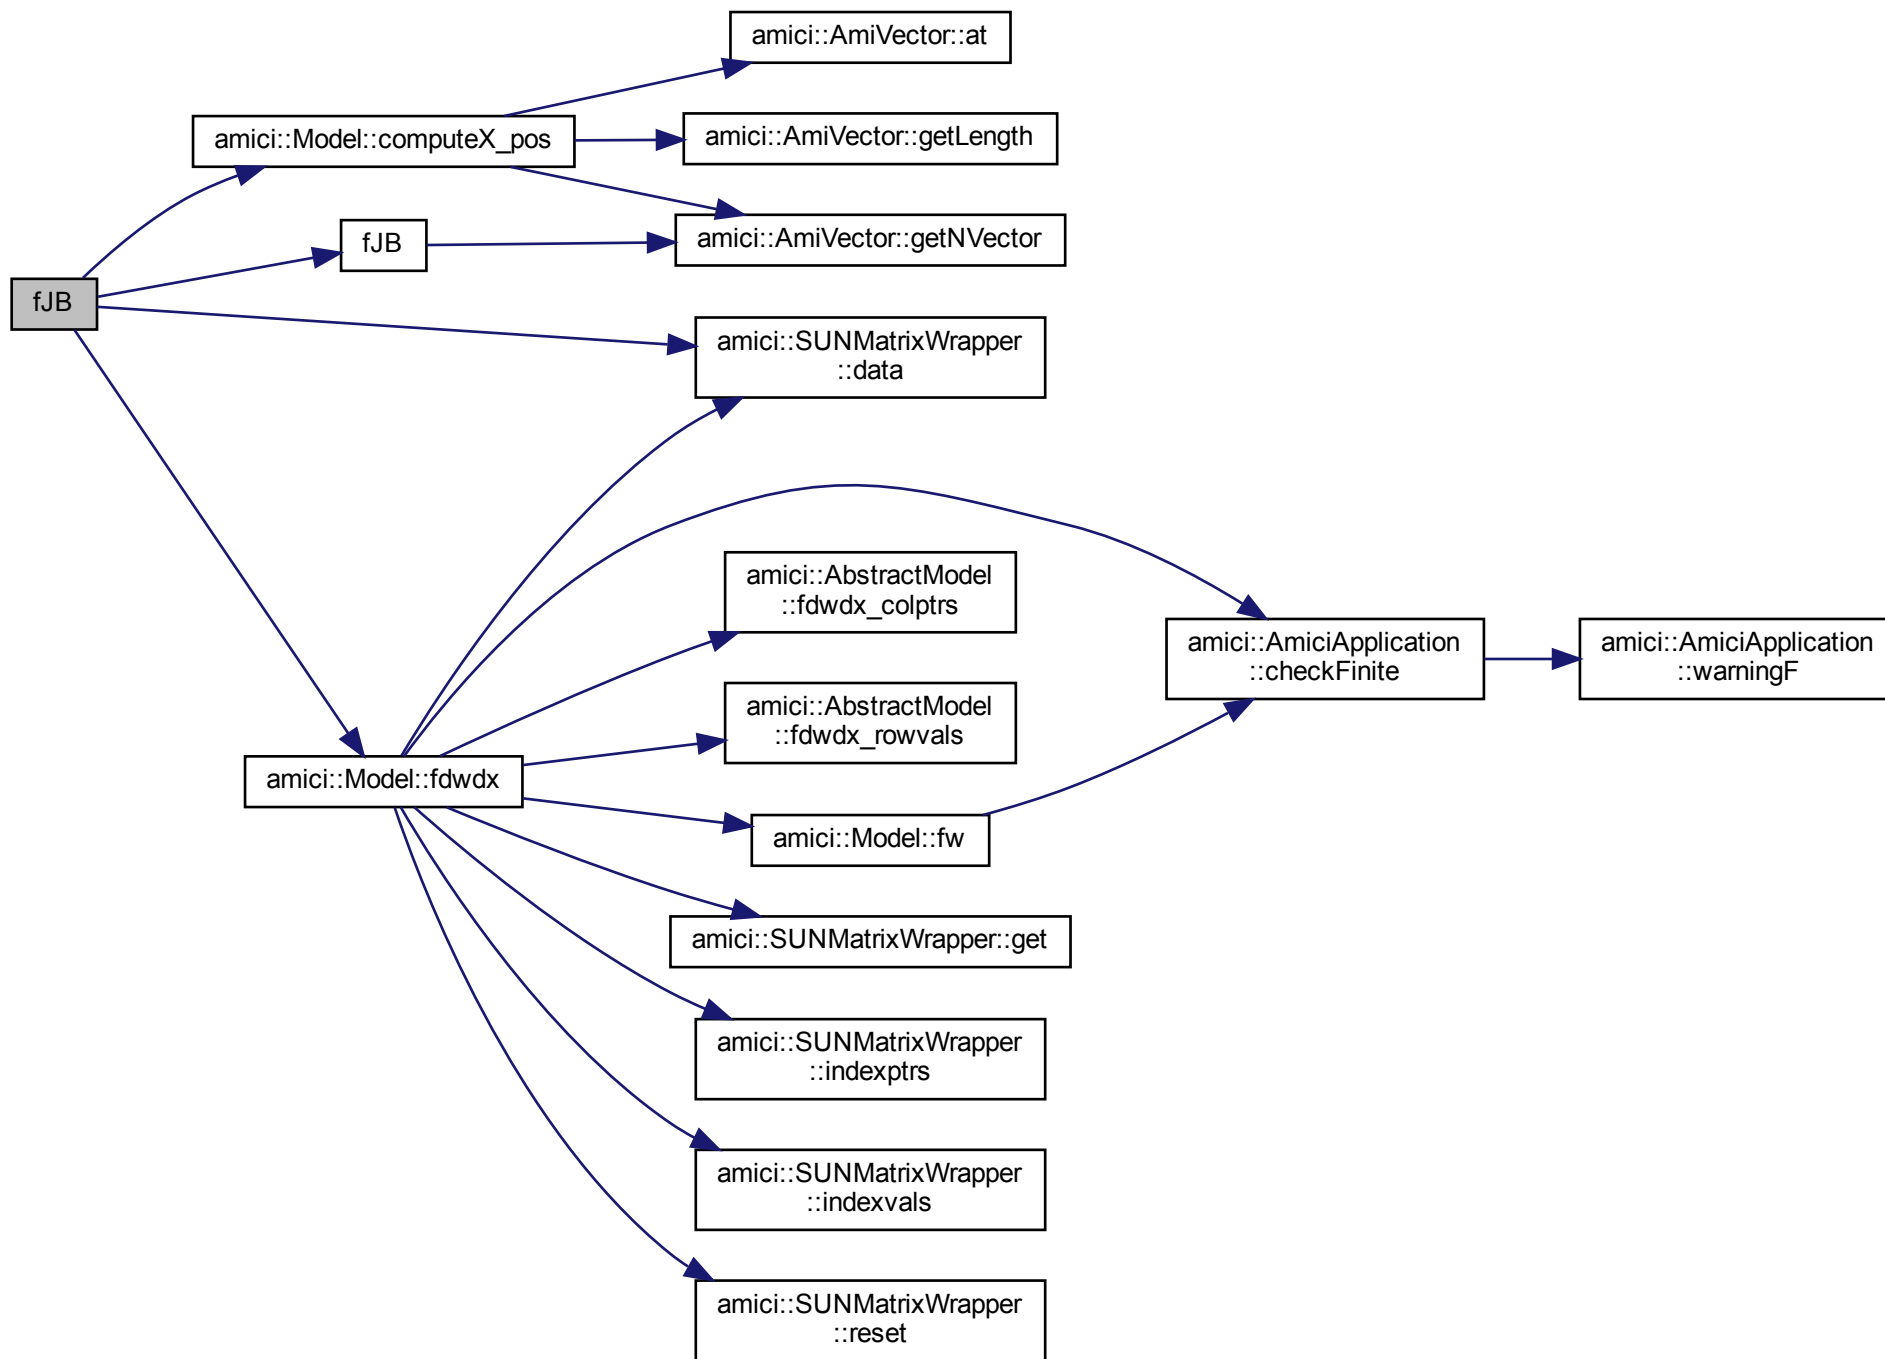 amici::AmiVector::at
amici::Model::computeX_pos
amici::AmiVector::getLength
fJB
amici::AmiVector::getNVector
fJB
amici::SUNMatrixWrapper
::data
amici::AbstractModel
::fdwdx_colptrs
amici::AmiciApplication
::checkFinite
amici::AmiciApplication
::warningF
amici::AbstractModel
::fdwdx_rowvals
amici::Model::fdwdx
amici::Model::fw
amici::SUNMatrixWrapper::get
amici::SUNMatrixWrapper
::indexptrs
amici::SUNMatrixWrapper
::indexvals
amici::SUNMatrixWrapper
::reset